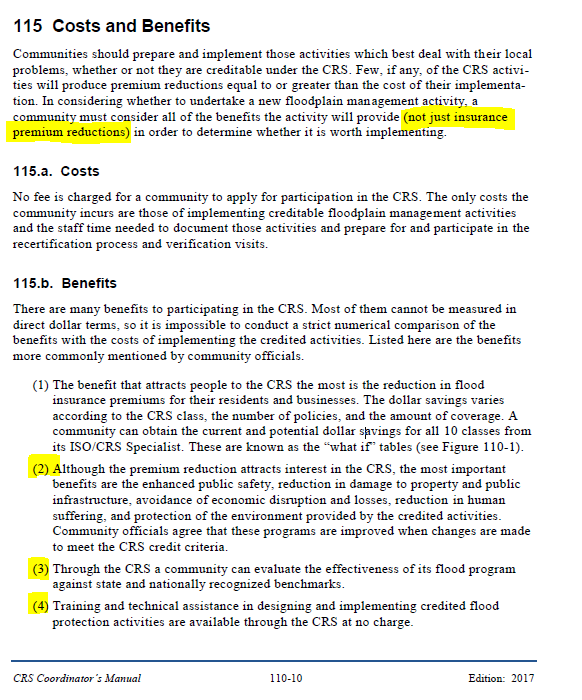 115 Costs and Benefits
Communities should prepare and implement those activities which best deal with their local
problems, whether or not they are creditable under the CRS. Few, if any, of the CRS activi-
ties will produce premium reductions equal to or greater than the cost of their implementa-
tion. In considering whether to undertake a new floodplain management activity, a
community must consider all of the benefits the activity will provide (not just insurance
premium reductions) in order to determine whether it is worth implementing.
115.a. Costs
No fee is charged for a community to apply for participation in the CRS. The only costs the
community incurs are those of implementing creditable floodplain management activities
and the staff time needed to document those activities and prepare for and participate in the
recertification process and verification visits.
115.b. Benefits
There are many benefits to participating in the CRS. Most of them cannot be measured in
direct dollar terms, so it is impossible to conduct a strict numerical comparison of the
benefits with the costs of implementing the credited activities. Listed here are the benefits
more commonly mentioned by community officials.
(1) The benefit that attracts people to the CRS the most is the reduction in flood
insurance premiums for their residents and businesses. The dollar savings varies
according to the CRS class, the number of policies, and the amount of coverage. A
community can obtain the current and potential dollar savings for all 10 classes from
its ISO/CRS Specialist. These are known as the “what if” tables (see Figure 110-1).
(2) Although the premium reduction attracts interest in the CRS, the most important
benefits are the enhanced public safety, reduction in damage to property and public
infrastructure, avoidance of economic disruption and losses, reduction in human
suffering, and protection of the environment provided by the credited activities.
Community officials agree that these programs are improved when changes are made
to meet the CRS credit criteria.
(3) Through the CRS a community can evaluate the effectiveness of its flood program
against state and nationally recognized benchmarks.
(4) Training and technical assistance in designing and implementing credited flood
protection activities are available through the CRS at no charge.
CRS Coordinator's Manual 110-10 Edition: 2017